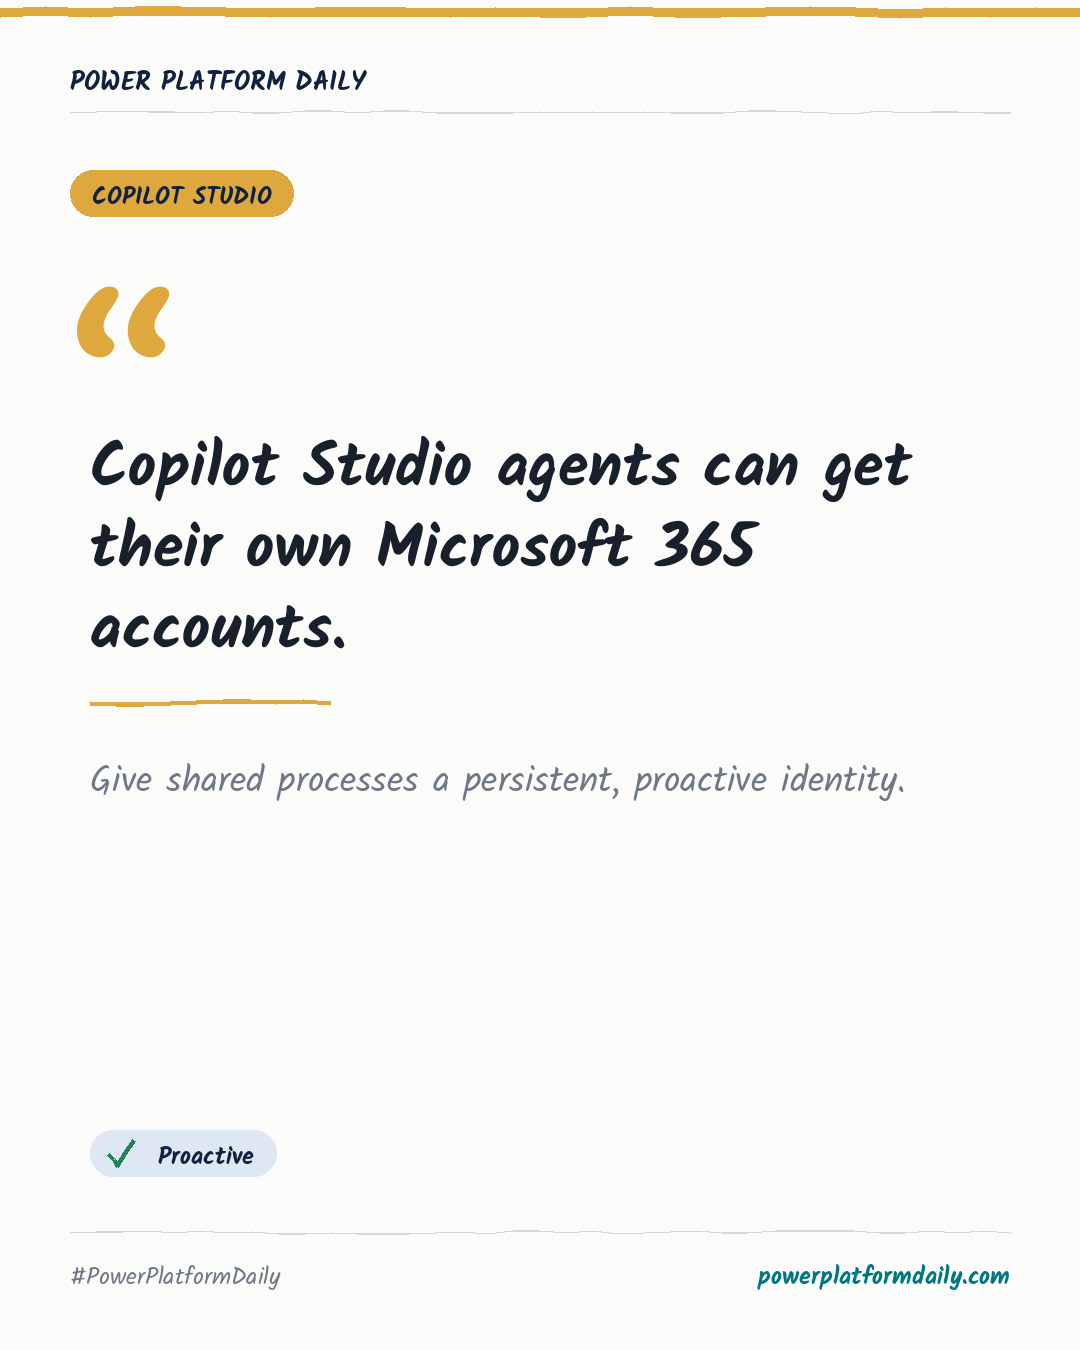 POWER PLATFORM DAILY
COPILOT STUDIO
“
Copilot Studio agents can get
their own Microsoft 365
accounts.
Give shared processes a persistent, proactive identity.
Proactive
#PowerPlatformDaily
powerplatformdaily.com